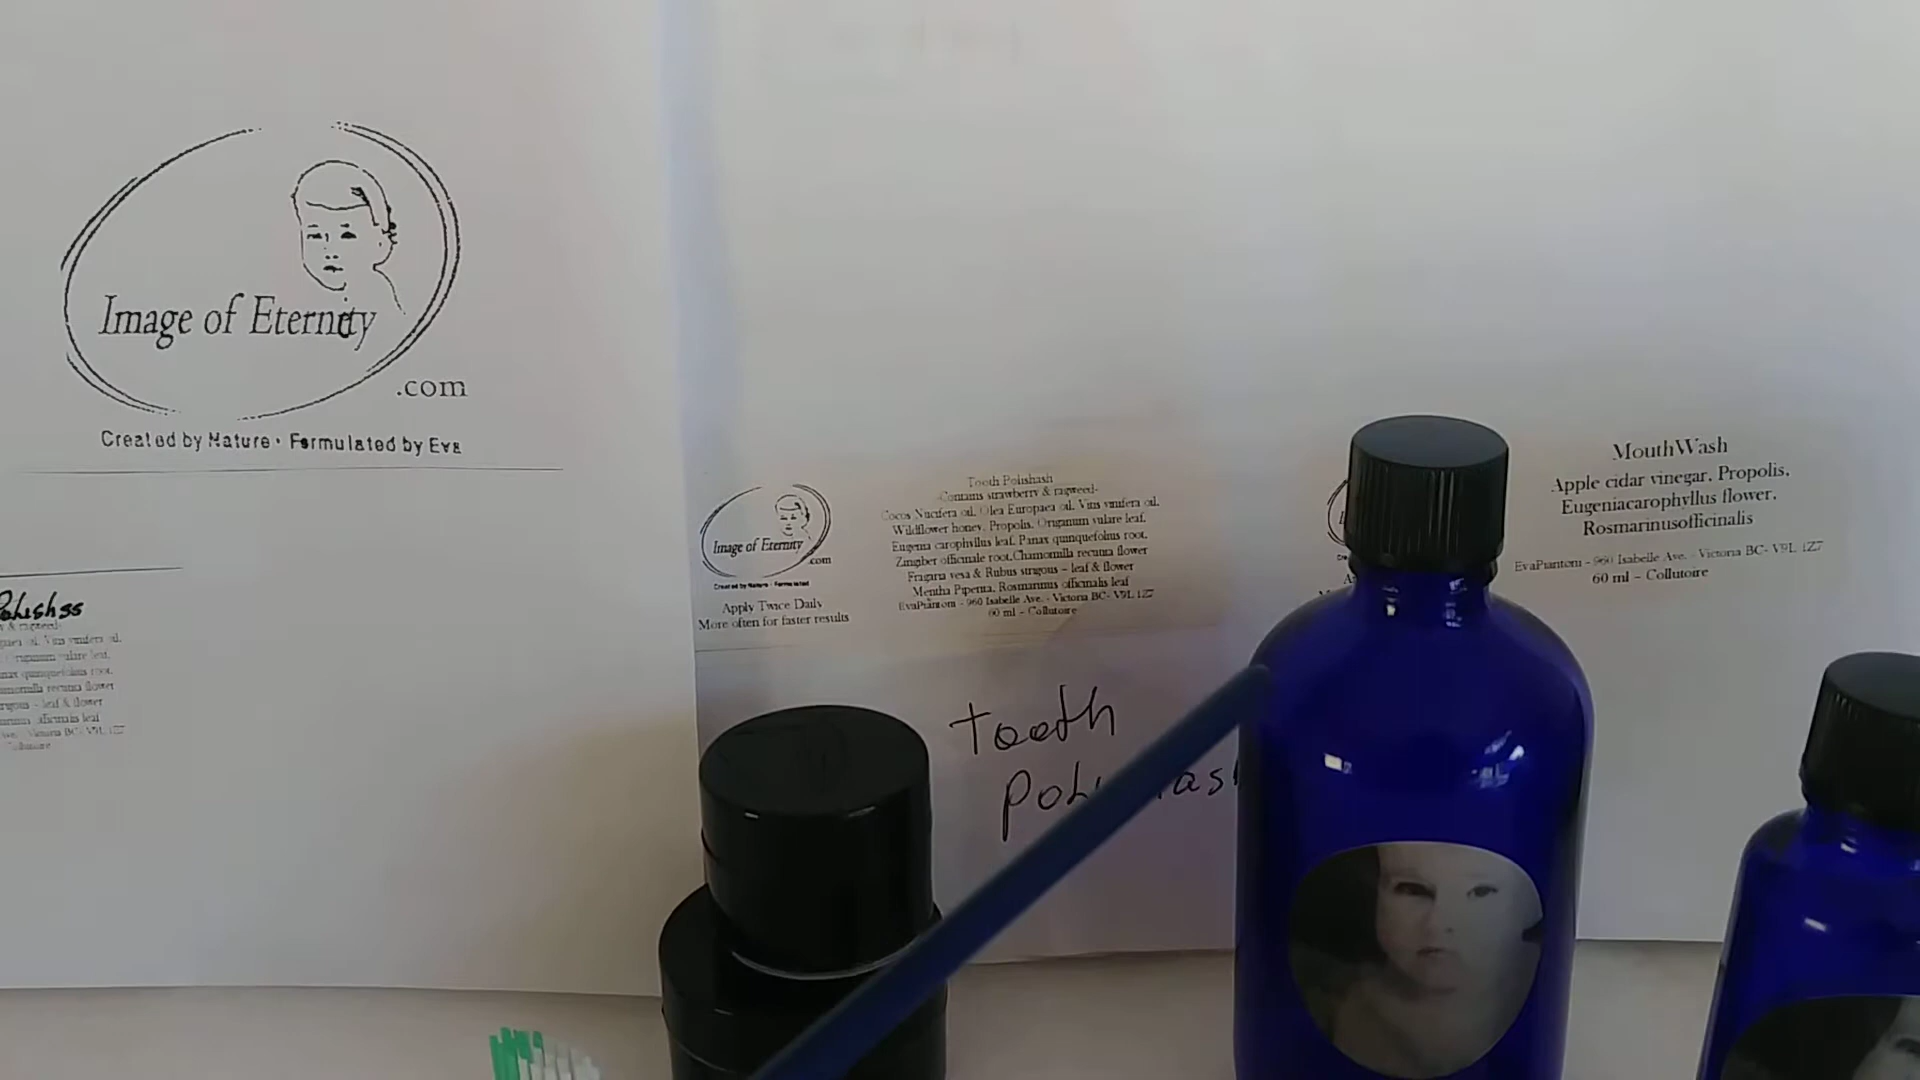 Image of Eternity
.com
Created by Nature · Formulated by Eva
Polishss
Image of Eternity
.com
Created by Nature · Formulated
Apply Twice Daily
More often for faster results
Tooth Polishash
-Contains strawberry & ragweed-
Cocos Nucifera oil, Olea Europaea oil, Vitis vinifera oil,
Wildflower honey, Propolis, Origanum vulare leaf,
Eugenia carophyllus leaf, Panax quinquefolius root,
Zingiber officinale root, Chamomilla recutita flower
Fragaria vesa & Rubus strigous - leaf & flower
Mentha Piperita, Rosmarinus officinalis leaf
EvaPiantoni - 960 Isabelle Ave. - Victoria BC- V9L 1Z7
60 ml - Collutoire
Tooth
MouthWash
Apple cidar vinegar, Propolis,
Eugeniacarophyllus flower,
Rosmarinusofficinalis
EvaPiantoni - 960 Isabelle Ave. - Victoria BC- V9L 1Z7
60 ml - Collutoire